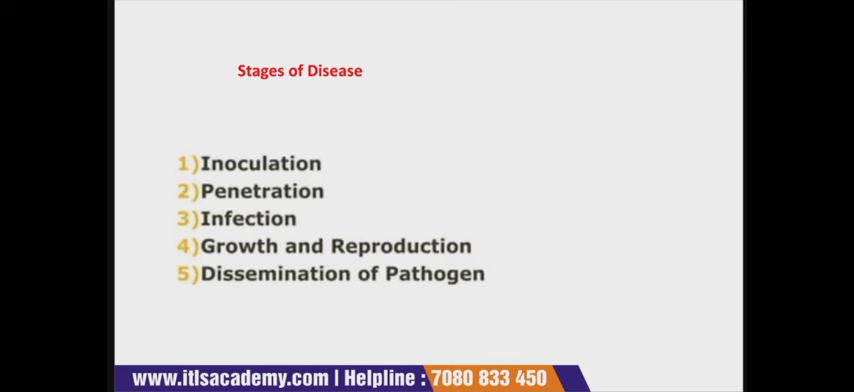 Stages of Disease
1)Inoculation
2)Penetration
3)Infection
4)Growth and Reproduction
5)Dissemination of Pathogen
www.itlsacademy.com | Helpline : 7080 833 450